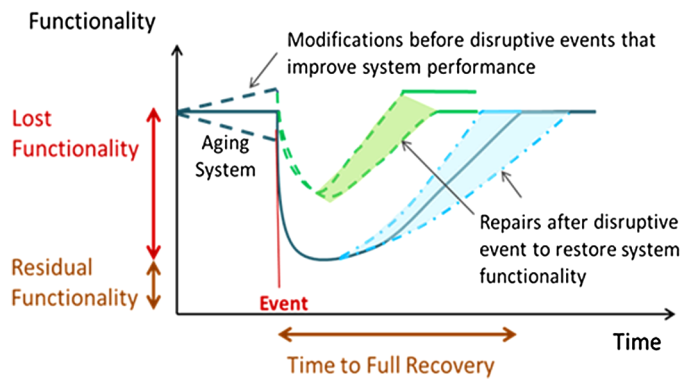 Functionality
Modifications before disruptive events that
improve system performance
Lost
Functionality
Aging
System
Repairs after disruptive
event to restore system
functionality
Residual
Functionality
Event
Time
Time to Full Recovery